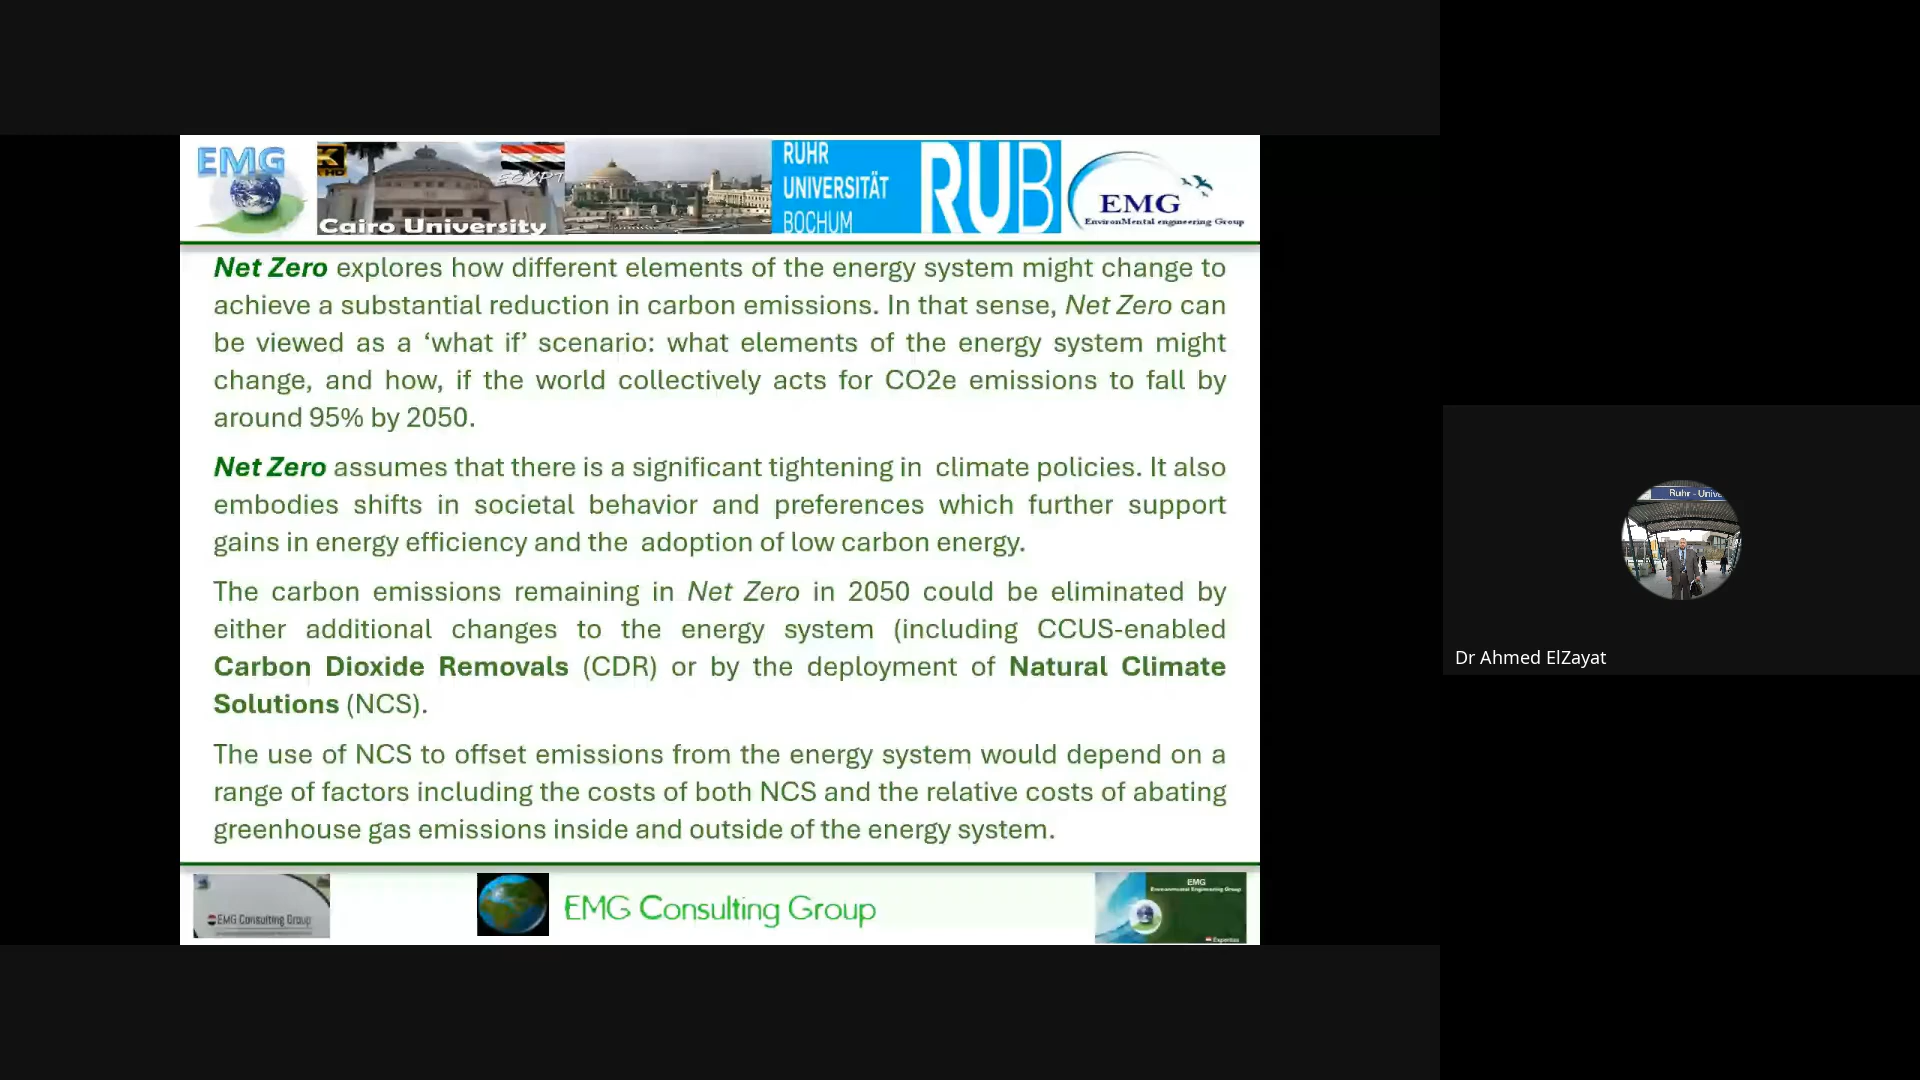 EMG
K
HD
EGYPT
Cairo University
RUHR
UNIVERSITÄT
BOCHUM
RUB
EMG
EnvironMental engineering Group
Net Zero explores how different elements of the energy system might change to
achieve a substantial reduction in carbon emissions. In that sense, Net Zero can
be viewed as a ‘what if’ scenario: what elements of the energy system might
change, and how, if the world collectively acts for CO2e emissions to fall by
around 95% by 2050.
Net Zero assumes that there is a significant tightening in climate policies. It also
embodies shifts in societal behavior and preferences which further support
gains in energy efficiency and the adoption of low carbon energy.
The carbon emissions remaining in Net Zero in 2050 could be eliminated by
either additional changes to the energy system (including CCUS-enabled
Carbon Dioxide Removals (CDR) or by the deployment of Natural Climate
Solutions (NCS).
The use of NCS to offset emissions from the energy system would depend on a
range of factors including the costs of both NCS and the relative costs of abating
greenhouse gas emissions inside and outside of the energy system.
EMG Consulting Group
EMG Consulting Group
EMG
Environmental Engineering Group
Expertise
Ruhr - Unive
Dr Ahmed ElZayat